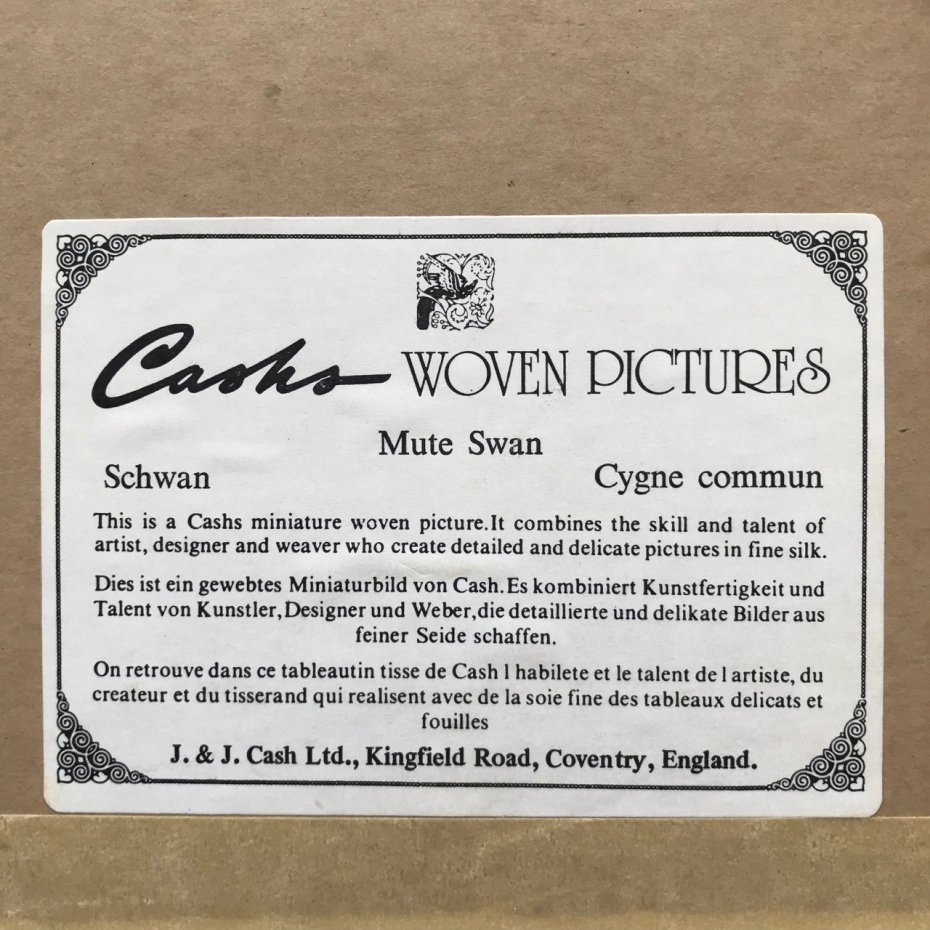 Cashs WOVEN PICTURES
Mute Swan
Schwan Cygne commun
This is a Cashs miniature woven picture.It combines the skill and talent of
artist, designer and weaver who create detailed and delicate pictures in fine silk.
Dies ist ein gewebtes Miniaturbild von Cash.Es kombiniert Kunstfertigkeit und
Talent von Kunstler,Designer und Weber,die detaillierte und delikate Bilder aus
feiner Seide schaffen.
On retrouve dans ce tableautin tisse de Cash l habilete et le talent de l artiste, du
createur et du tisserand qui realisent avec de la soie fine des tableaux delicats et
fouilles
J. & J. Cash Ltd., Kingfield Road, Coventry, England.